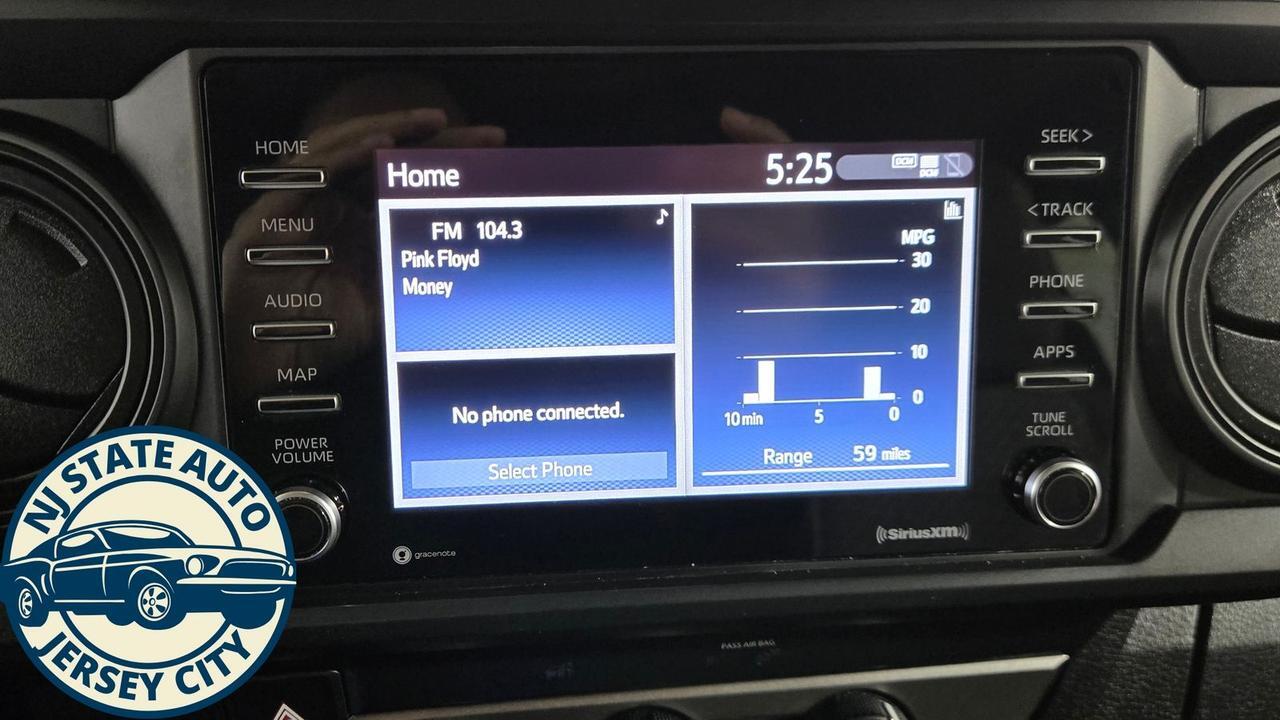 HOME
MENU
AUDIO
MAP
POWER
VOLUME
Home
5:25
DCM
DCM
FM 104.3
Pink Floyd
Money
No phone connected.
Select Phone
MPG
30
20
10
0
10 min
5
0
Range 59 miles
SEEK >
< TRACK
PHONE
APPS
TUNE
SCROLL
gracenote
((SiriusXM))
PASS AIR BAG
NJ STATE AUTO
JERSEY CITY